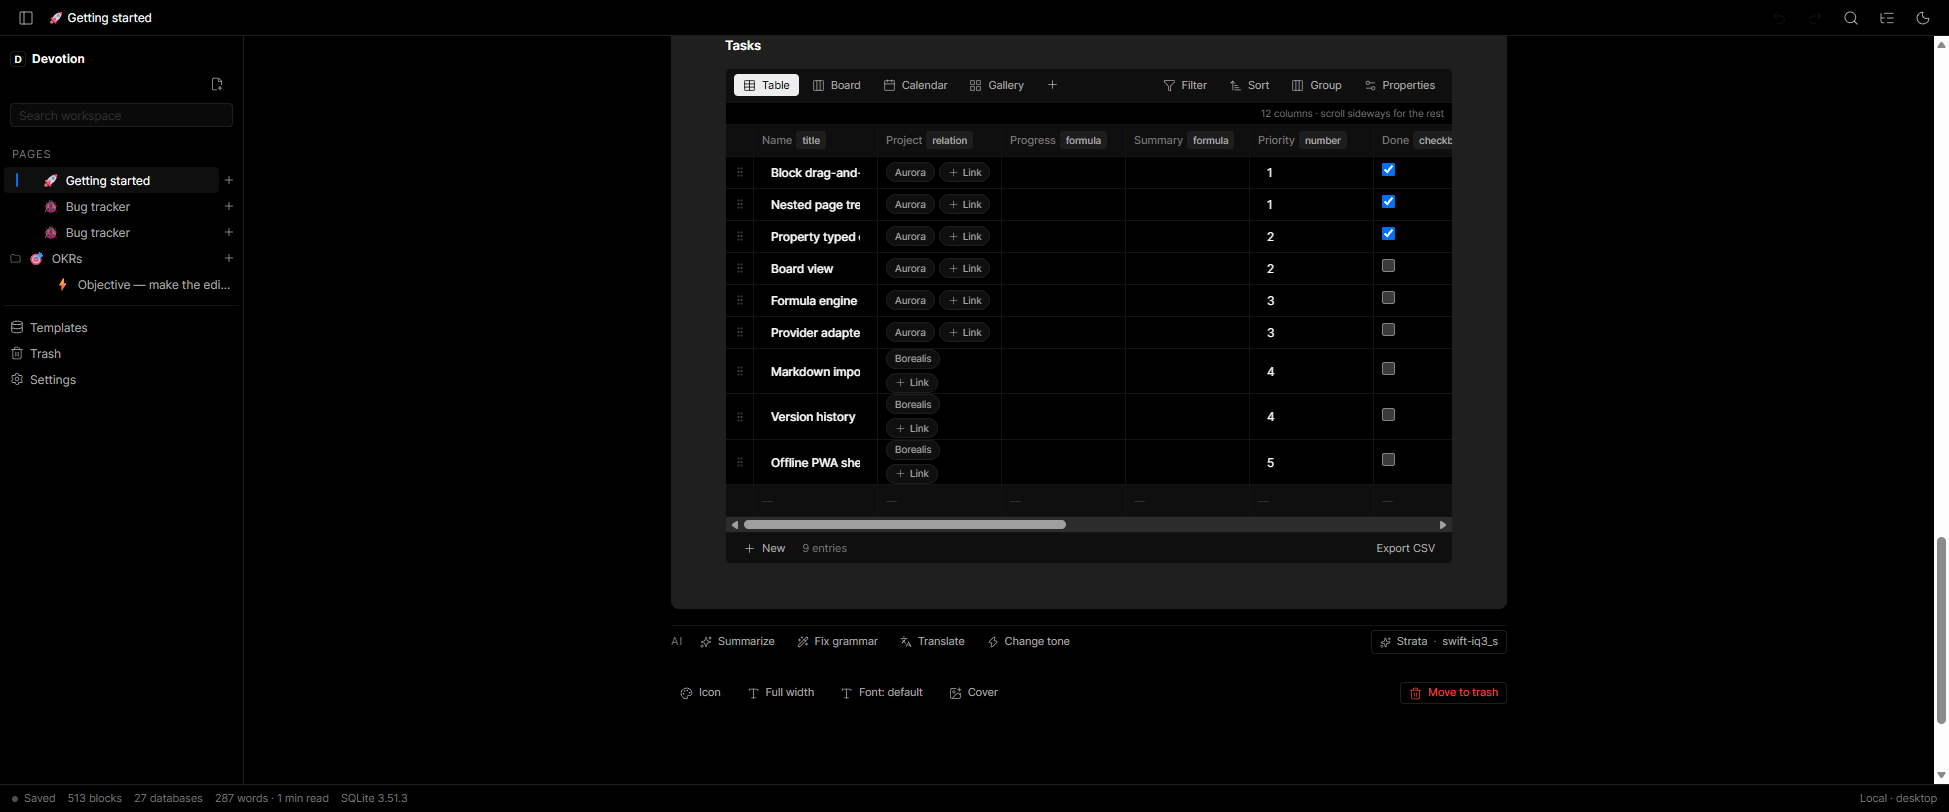 Getting started
D Devotion
Search workspace
PAGES
Getting started
Bug tracker
Bug tracker
OKRs
Objective — make the edi...
Templates
Trash
Settings
Tasks
Table Board Calendar Gallery Filter Sort Group Properties
12 columns · scroll sideways for the rest
Name title Project relation Progress formula Summary formula Priority number Done checkb
Block drag-and- Aurora + Link 1
Nested page tre Aurora + Link 1
Property typed Aurora + Link 2
Board view Aurora + Link 2
Formula engine Aurora + Link 3
Provider adapte Aurora + Link 3
Markdown impo Borealis + Link 4
Version history Borealis + Link 4
Offline PWA she Borealis + Link 5
— — — — — —
+ New 9 entries Export CSV
AI Summarize Fix grammar Translate Change tone Strata · swift-iq3_s
Icon Full width Font: default Cover Move to trash
Saved 513 blocks 27 databases 287 words · 1 min read SQLite 3.51.3 Local · desktop